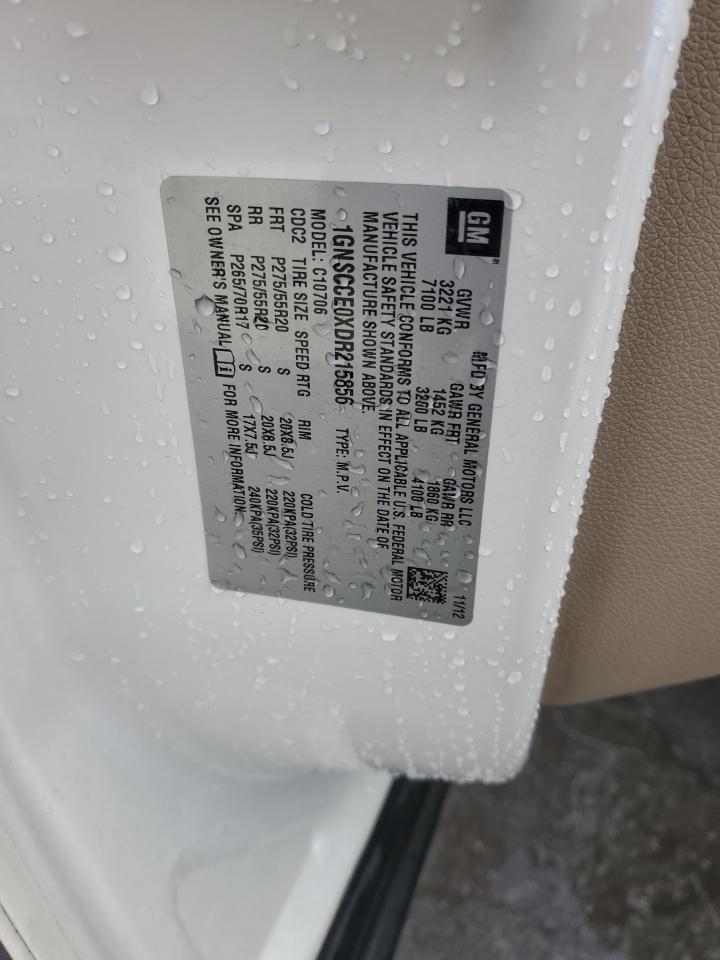 GM
MFD BY GENERAL MOTORS LLC 11/12
GVWR GAWR FRT GAWR RR
3221 KG 1452 KG 1860 KG
7100 LB 3200 LB 4100 LB
THIS VEHICLE CONFORMS TO ALL APPLICABLE U.S. FEDERAL MOTOR
VEHICLE SAFETY STANDARDS IN EFFECT ON THE DATE OF
MANUFACTURE SHOWN ABOVE.
1GNSCCE0XDR215856 TYPE: M.P.V.
MODEL: C10706
CDC2 TIRE SIZE SPEED RTG RIM COLD TIRE PRESSURE
FRT P275/55R20 S 20X8.5J 220KPA(32PSI)
RR P275/55R20 S 20X8.5J 220KPA(32PSI)
SPA P265/70R17 S 17X7.5J 240KPA(35PSI)
SEE OWNER'S MANUAL FOR MORE INFORMATION.